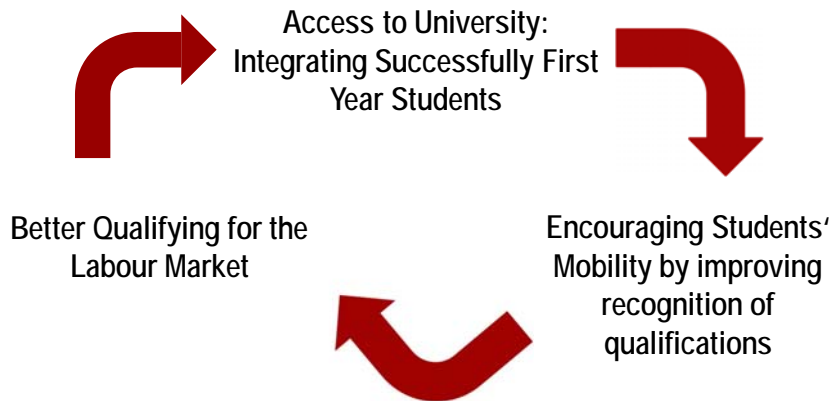 Access to University:
Integrating Successfully First
Year Students
Better Qualifying for the
Labour Market
Encouraging Students‘
Mobility by improving
recognition of
qualifications